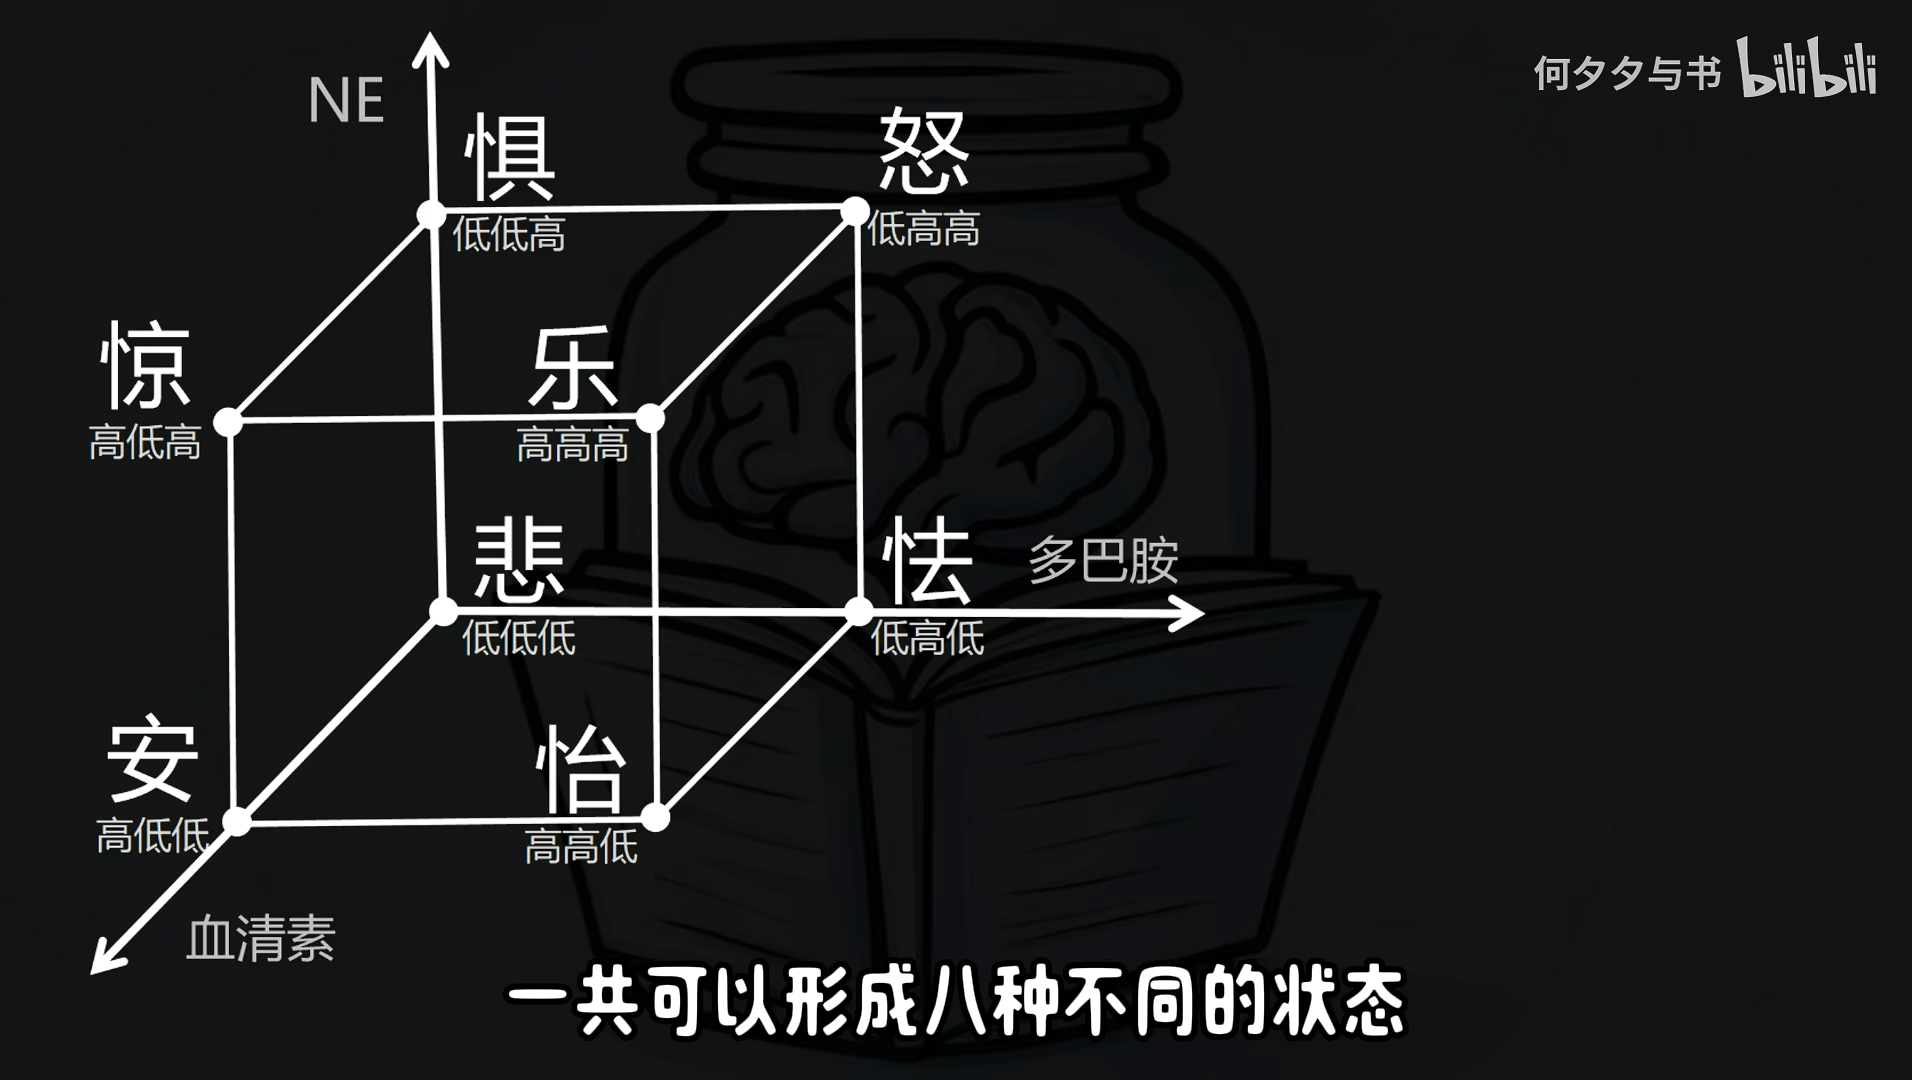 何夕夕与书 bilibili
NE
惧
低低高
怒
低高高
惊
高低高
乐
高高高
悲
低低低
怯
低高低
多巴胺
安
高低低
怡
高高低
血清素
一共可以形成八种不同的状态